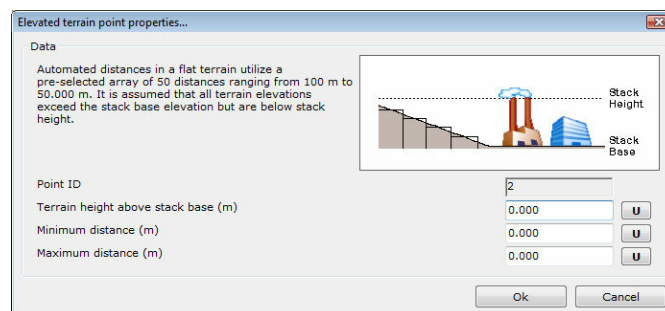 Elevated terrain point properties...
Data
Automated distances in a flat terrain utilize a
pre-selected array of 50 distances ranging from 100 m to
50.000 m. It is assumed that all terrain elevations
exceed the stack base elevation but are below stack
height.
Stack
Height
Stack
Base
Point ID
2
Terrain height above stack base (m)
0.000
U
Minimum distance (m)
0.000
U
Maximum distance (m)
0.000
U
Ok
Cancel